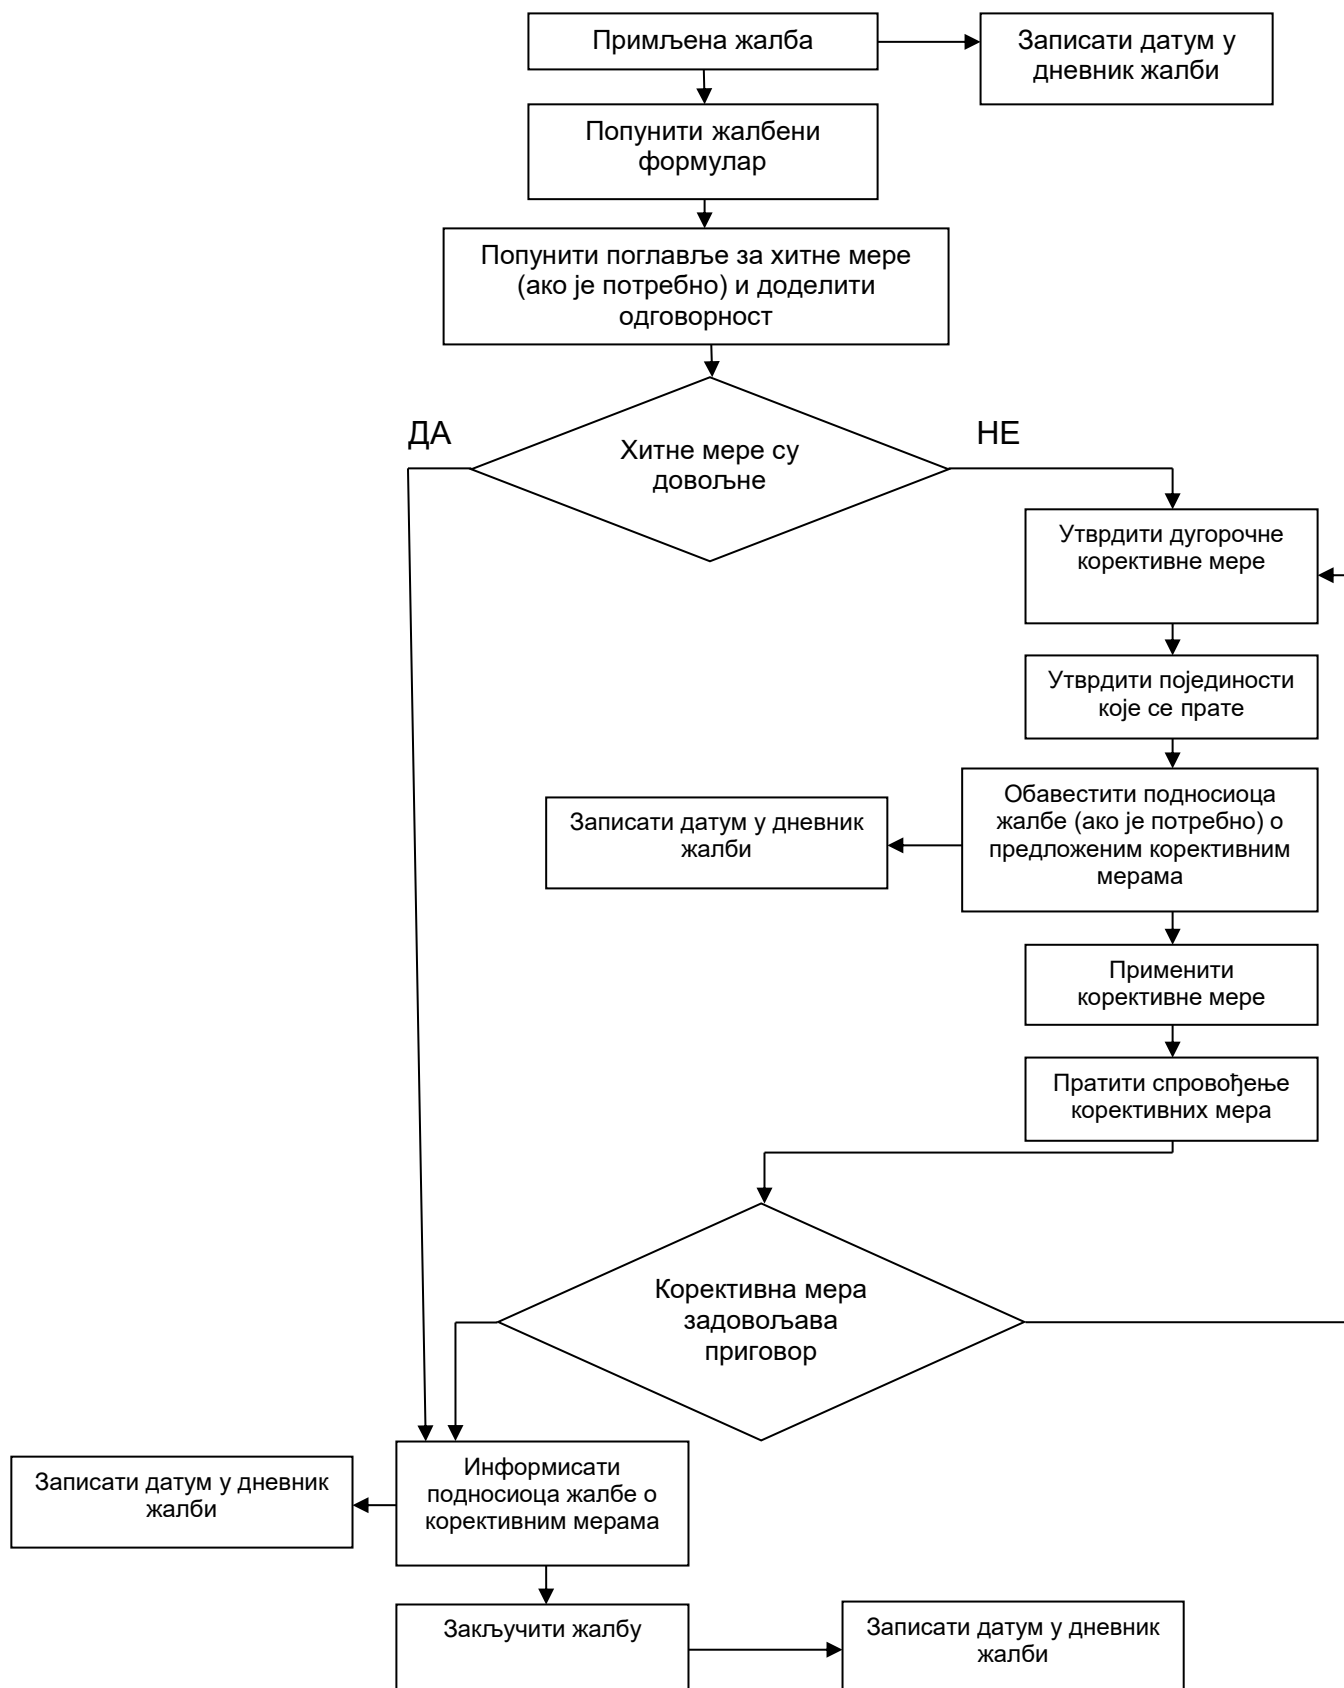 Примљена жалба
Записати датум у
дневник жалби
Попунити жалбени
формулар
Попунити поглавље за хитне мере
(ако је потребно) и доделити
одговорност
ДА
НЕ
Хитне мере су
довољне
Утврдити дугорочне
корективне мере
Утврдити појединости
које се прате
Обавестити подносиоца
жалбе (ако је потребно) о
предложеним корективним
мерама
Записати датум у дневник
жалби
Применити
корективне мере
Пратити спровођење
корективних мера
Корективна мера
задовољава
приговор
Информисати
подносиоца жалбе о
корективним мерама
Записати датум у дневник
жалби
Закључити жалбу
Записати датум у дневник
жалби